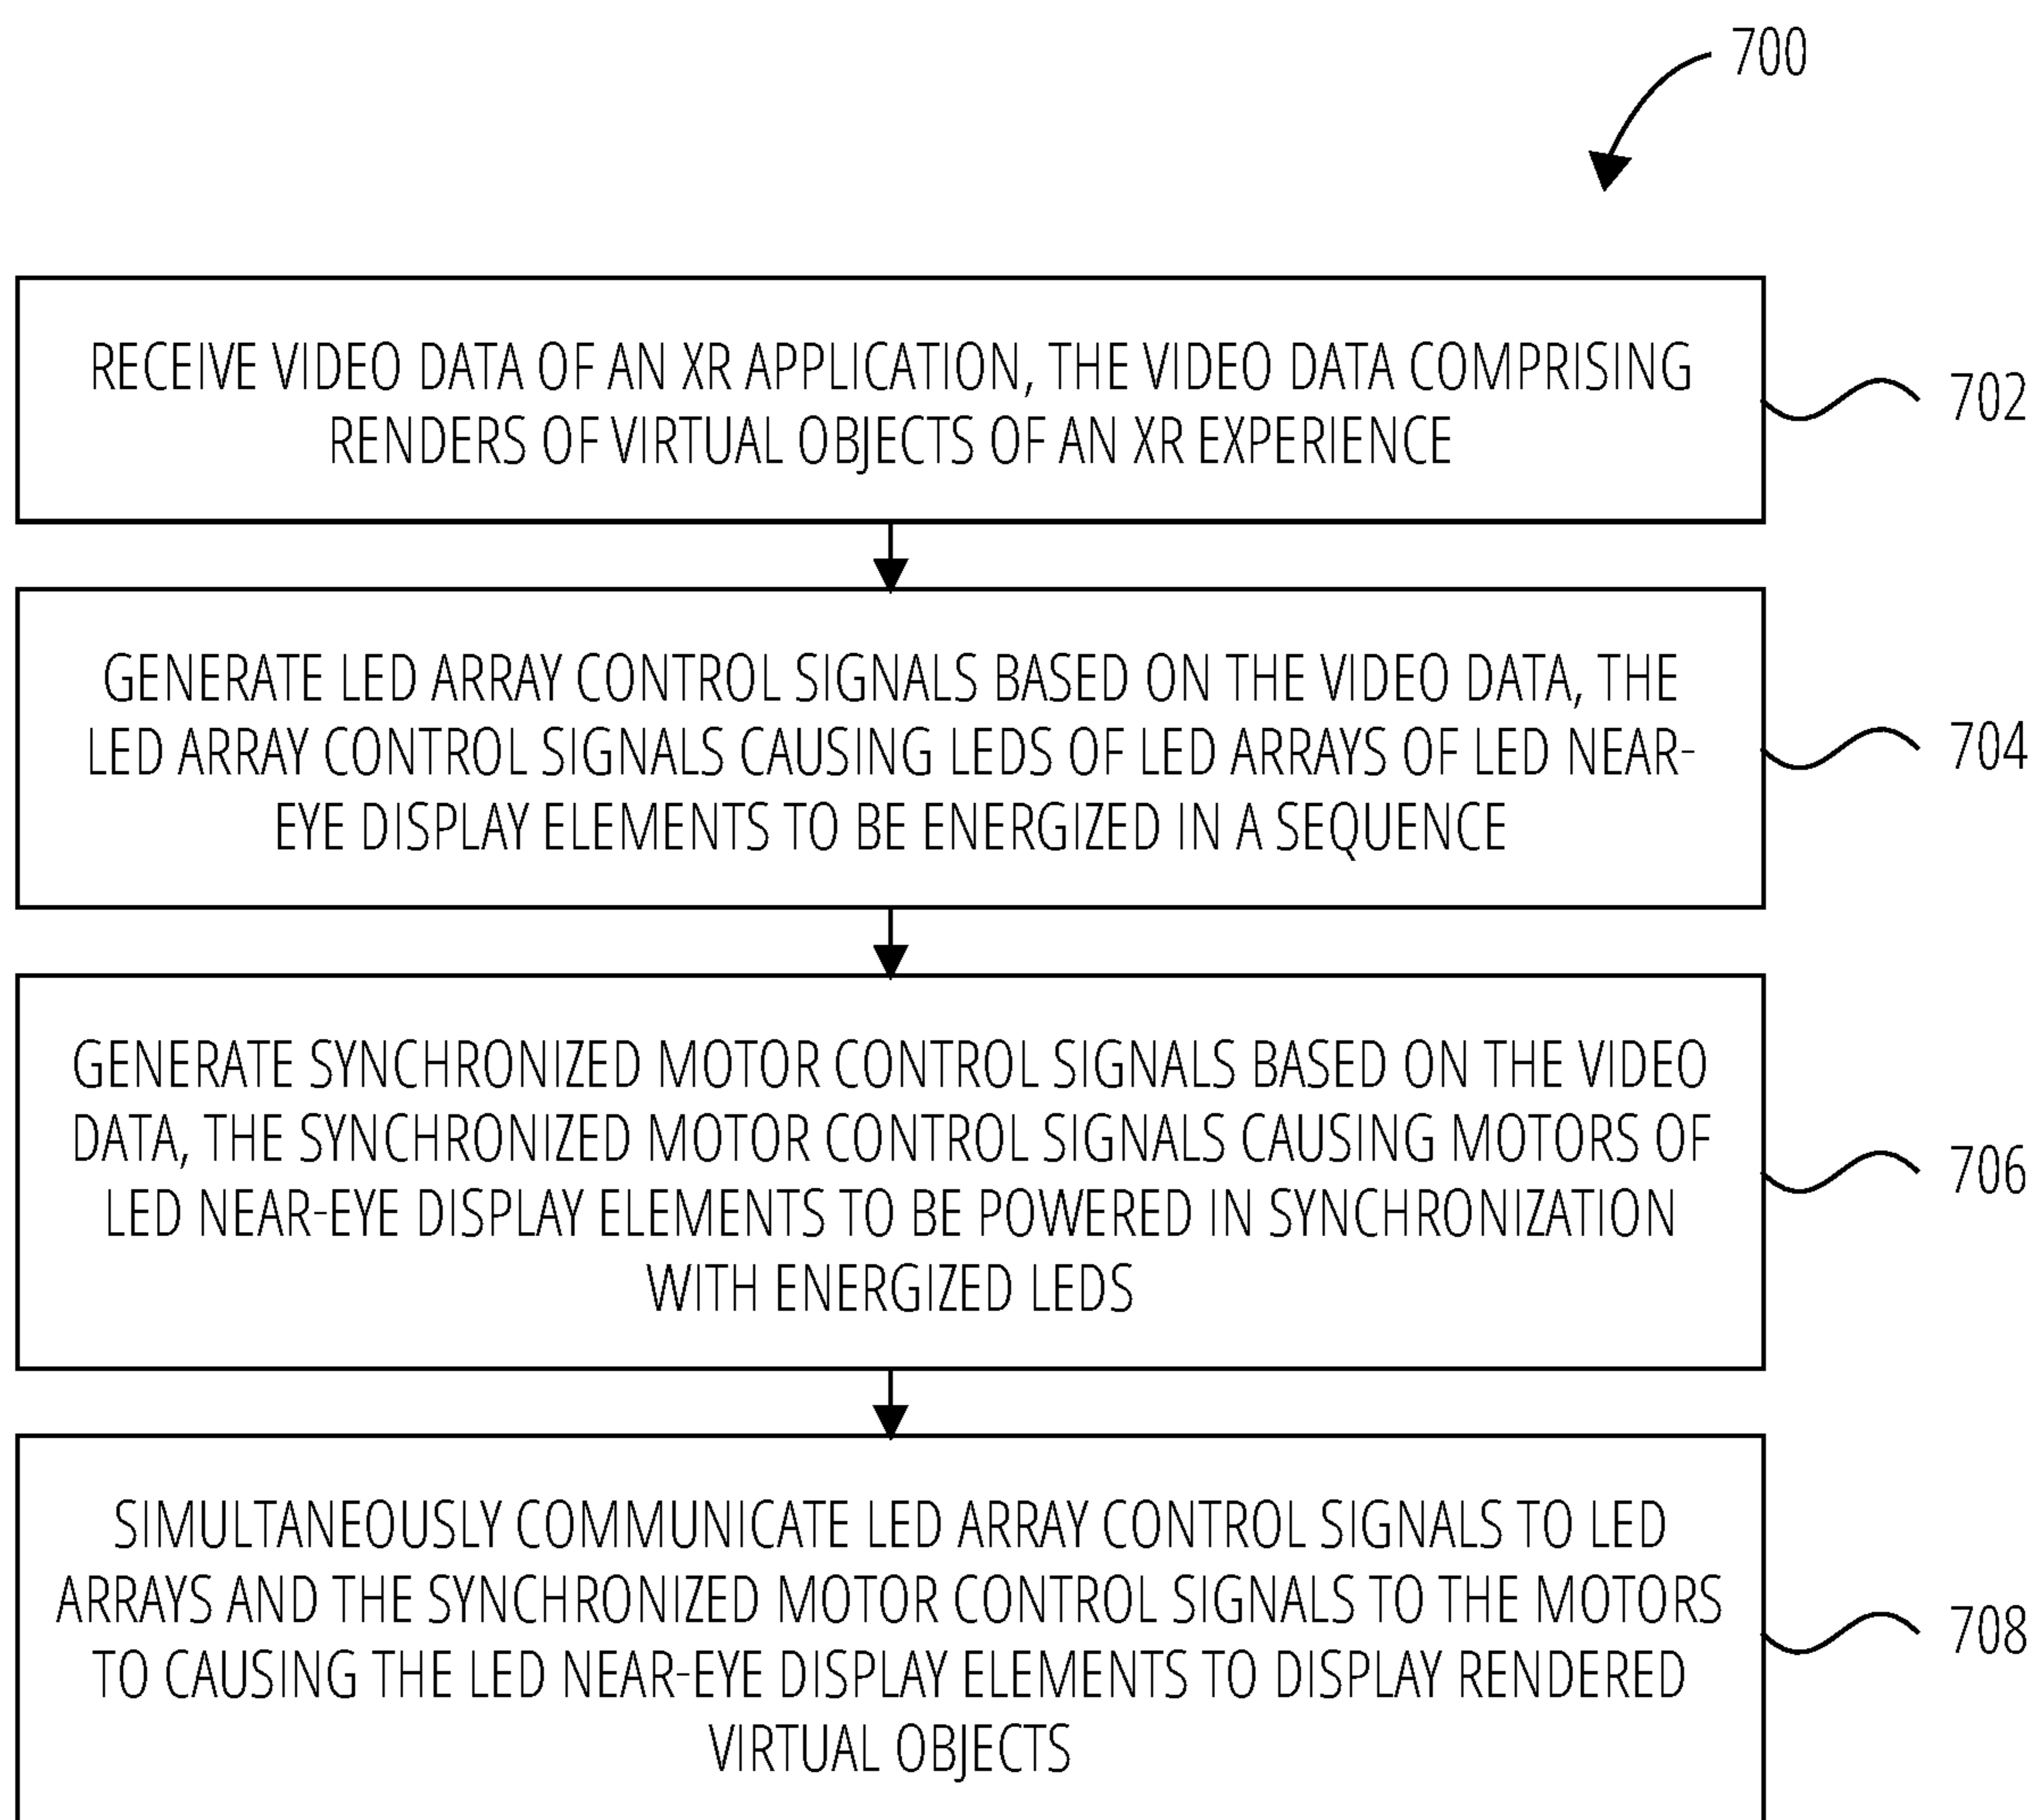 700
RECEIVE VIDEO DATA OF AN XR APPLICATION, THE VIDEO DATA COMPRISING
RENDERS OF VIRTUAL OBJECTS OF AN XR EXPERIENCE
702
GENERATE LED ARRAY CONTROL SIGNALS BASED ON THE VIDEO DATA, THE
LED ARRAY CONTROL SIGNALS CAUSING LEDS OF LED ARRAYS OF LED NEAR-
EYE DISPLAY ELEMENTS TO BE ENERGIZED IN A SEQUENCE
704
GENERATE SYNCHRONIZED MOTOR CONTROL SIGNALS BASED ON THE VIDEO
DATA, THE SYNCHRONIZED MOTOR CONTROL SIGNALS CAUSING MOTORS OF
LED NEAR-EYE DISPLAY ELEMENTS TO BE POWERED IN SYNCHRONIZATION
WITH ENERGIZED LEDS
706
SIMULTANEOUSLY COMMUNICATE LED ARRAY CONTROL SIGNALS TO LED
ARRAYS AND THE SYNCHRONIZED MOTOR CONTROL SIGNALS TO THE MOTORS
TO CAUSING THE LED NEAR-EYE DISPLAY ELEMENTS TO DISPLAY RENDERED
VIRTUAL OBJECTS
708